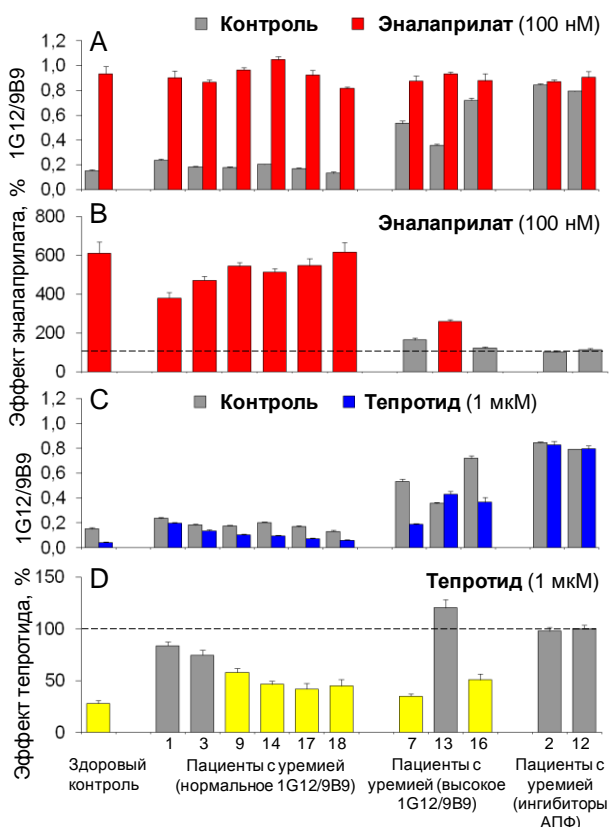 Контроль Эналаприлат (100 нМ)
A
1G12/9B9
1,2
1,0
0,8
0,6
0,4
0,2
0,0
B
Эналаприлат (100 нМ)
Эффект эналаприлата, %
800
600
400
200
0
C
Контроль Тепротид (1 мкМ)
1G12/9B9
1,2
1,0
0,8
0,6
0,4
0,2
0,0
D
Тепротид (1 мкМ)
Эффект тепротида, %
150
100
50
0
1 3 9 14 17 18 7 13 16 2 12
Здоровый
контроль
Пациенты с уремией
(нормальное 1G12/9B9)
Пациенты с
уремией (высокое
1G12/9B9)
Пациенты с
уремией
(ингибиторы
АПФ)